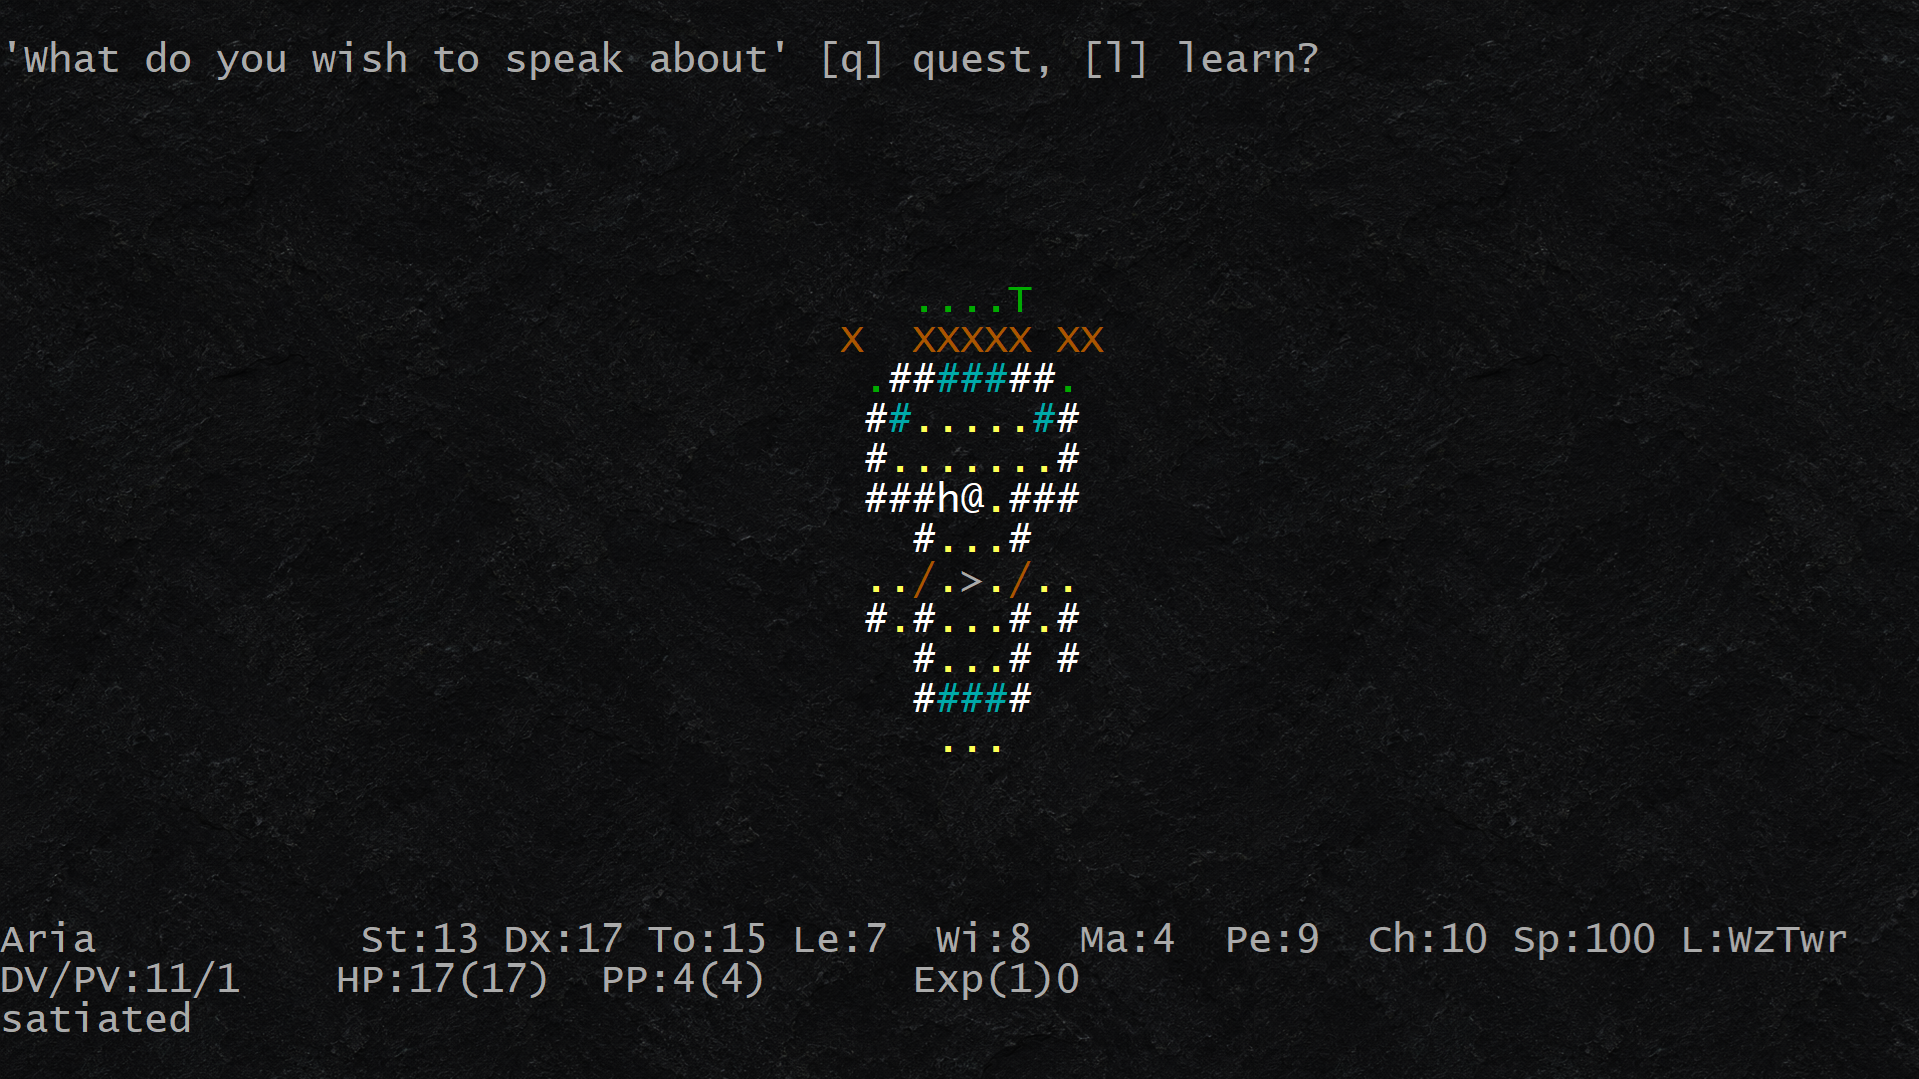 'What do you wish to speak about' [q] quest, [l] learn?
....T
X  XXXXX XX
.#######.
##.....##
#.......#
###h@.###
#...#
../.>./..
#.#...#.#
#...# #
#####
...
Aria St:13 Dx:17 To:15 Le:7 Wi:8 Ma:4 Pe:9 Ch:10 Sp:100 L:WzTwr
DV/PV:11/1 HP:17(17) PP:4(4) Exp(1)0
satiated